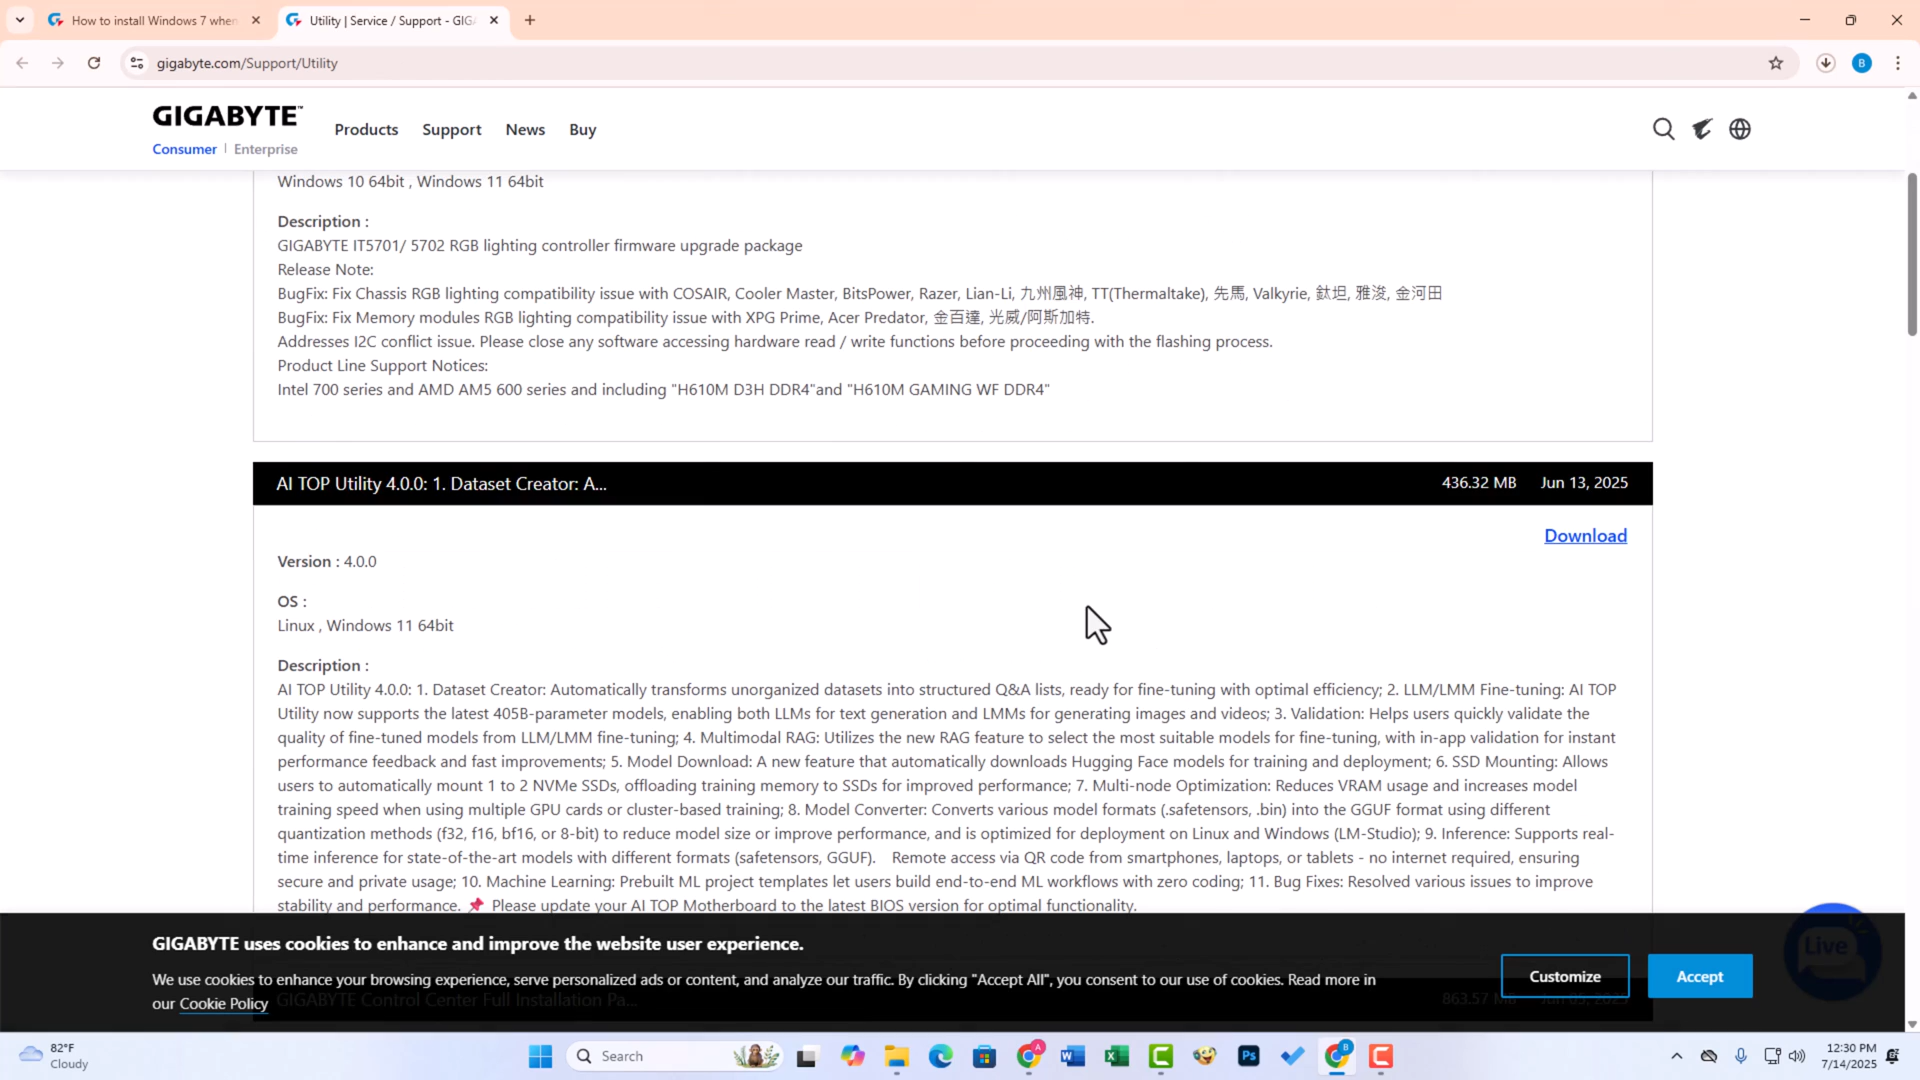 How to install Windows 7 when
Utility | Service / Support - GIGA
gigabyte.com/Support/Utility
B
GIGABYTE™
Consumer | Enterprise
Products Support News Buy
Windows 10 64bit , Windows 11 64bit
Description :
GIGABYTE IT5701/ 5702 RGB lighting controller firmware upgrade package
Release Note:
BugFix: Fix Chassis RGB lighting compatibility issue with COSAIR, Cooler Master, BitsPower, Razer, Lian-Li, 九州風神, TT(Thermaltake), 先馬, Valkyrie, 鈦坦, 雅浚, 金河田
BugFix: Fix Memory modules RGB lighting compatibility issue with XPG Prime, Acer Predator, 金百達, 光威/阿斯加特.
Addresses I2C conflict issue. Please close any software accessing hardware read / write functions before proceeding with the flashing process.
Product Line Support Notices:
Intel 700 series and AMD AM5 600 series and including "H610M D3H DDR4"and "H610M GAMING WF DDR4"
AI TOP Utility 4.0.0: 1. Dataset Creator: A... 436.32 MB Jun 13, 2025
Download
Version : 4.0.0
OS :
Linux , Windows 11 64bit
Description :
AI TOP Utility 4.0.0: 1. Dataset Creator: Automatically transforms unorganized datasets into structured Q&A lists, ready for fine-tuning with optimal efficiency; 2. LLM/LMM Fine-tuning: AI TOP
Utility now supports the latest 405B-parameter models, enabling both LLMs for text generation and LMMs for generating images and videos; 3. Validation: Helps users quickly validate the
quality of fine-tuned models from LLM/LMM fine-tuning; 4. Multimodal RAG: Utilizes the new RAG feature to select the most suitable models for fine-tuning, with in-app validation for instant
performance feedback and fast improvements; 5. Model Download: A new feature that automatically downloads Hugging Face models for training and deployment; 6. SSD Mounting: Allows
users to automatically mount 1 to 2 NVMe SSDs, offloading training memory to SSDs for improved performance; 7. Multi-node Optimization: Reduces VRAM usage and increases model
training speed when using multiple GPU cards or cluster-based training; 8. Model Converter: Converts various model formats (.safetensors, .bin) into the GGUF format using different
quantization methods (f32, f16, bf16, or 8-bit) to reduce model size or improve performance, and is optimized for deployment on Linux and Windows (LM-Studio); 9. Inference: Supports real-
time inference for state-of-the-art models with different formats (safetensors, GGUF). Remote access via QR code from smartphones, laptops, or tablets - no internet required, ensuring
secure and private usage; 10. Machine Learning: Prebuilt ML project templates let users build end-to-end ML workflows with zero coding; 11. Bug Fixes: Resolved various issues to improve
stability and performance. 📌 Please update your AI TOP Motherboard to the latest BIOS version for optimal functionality.
GIGABYTE uses cookies to enhance and improve the website user experience.
We use cookies to enhance your browsing experience, serve personalized ads or content, and analyze our traffic. By clicking "Accept All", you consent to our use of cookies. Read more in
our Cookie Policy
Customize Accept
Live
GIGABYTE Control Center Full Installation Pa... 863.57 MB
82°F
Cloudy
Search
A
Ps
B
12:30 PM
7/14/2025